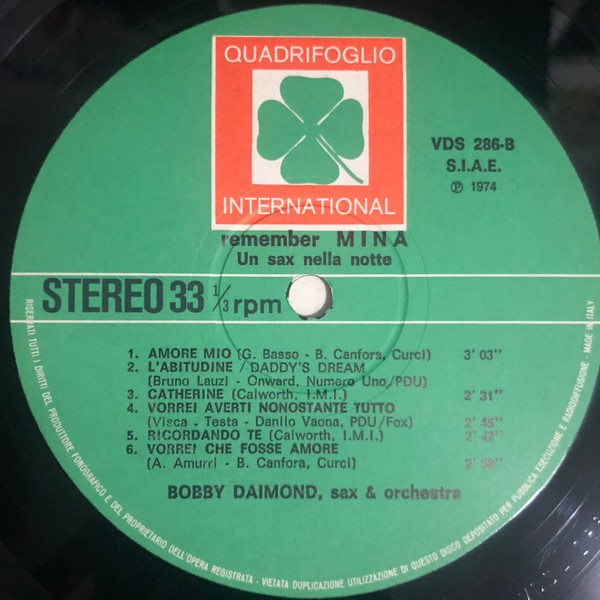 QUADRIFOGLIO
INTERNATIONAL
VDS 286-B
S.I.A.E.
Ⓟ 1974
remember MINA
Un sax nella notte
STEREO 33 1/3 rpm
1. AMORE MIO (G. Basso - B. Canfora, Curci) 3' 03"
2. L'ABITUDINE / DADDY'S DREAM
(Bruno Lauzi - Onward, Numero Uno/PDU)
3. CATHERINE (Calworth, I.M.I.) 2' 31"
4. VORREI AVERTI NONOSTANTE TUTTO
(Visca - Testa - Danilo Vaona, PDU/Fox) 2' 45"
5. RICORDANDO TE (Calworth, I.M.I.) 2' 42"
6. VORREI CHE FOSSE AMORE
(A. Amurri - B. Canfora, Curci)
BOBBY DAIMOND, sax & orchestra
RISERVATI TUTTI I DIRITTI DEL PRODUTTORE FONOGRAFICO E DEL PROPRIETARIO DELL'OPERA REGISTRATA - VIETATA DUPLICAZIONE UTILIZZAZIONE DI QUESTO DISCO DEPOSITATO PER PUBBLICA ESECUZIONE E RADIODIFFUSIONE - MADE IN ITALY